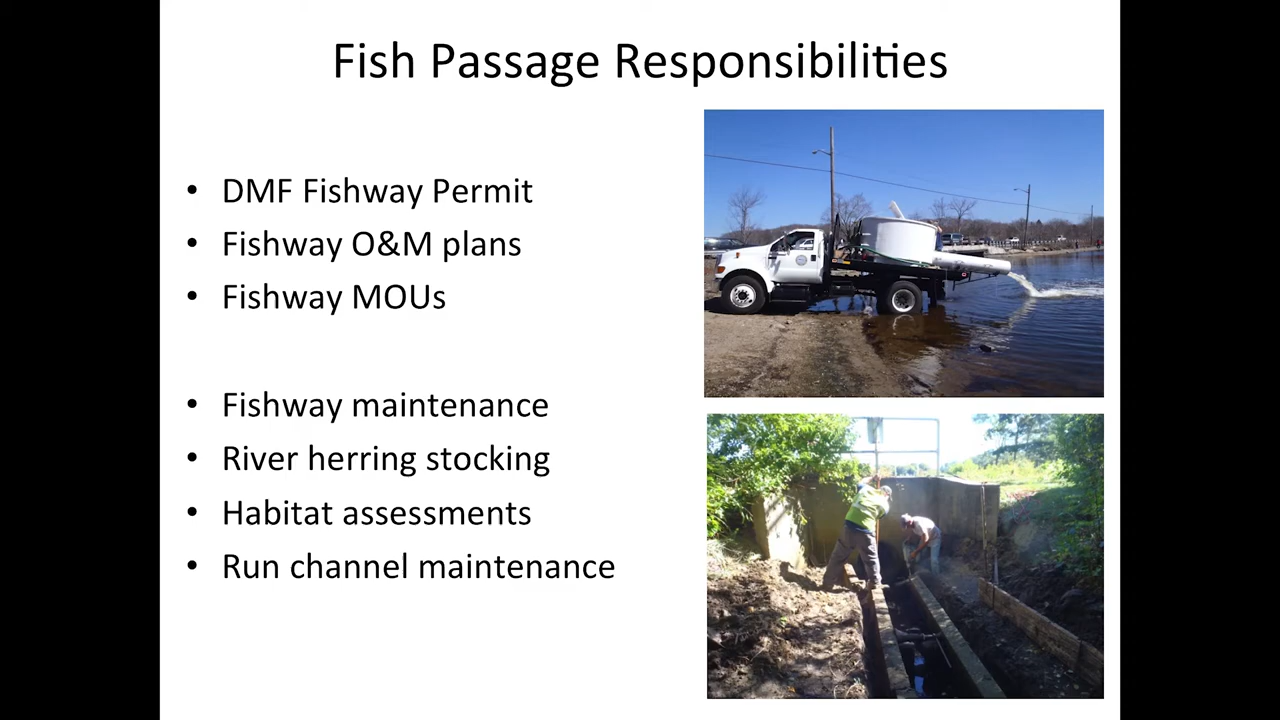 Fish Passage Responsibilities
• DMF Fishway Permit
• Fishway O&M plans
• Fishway MOUs
• Fishway maintenance
• River herring stocking
• Habitat assessments
• Run channel maintenance